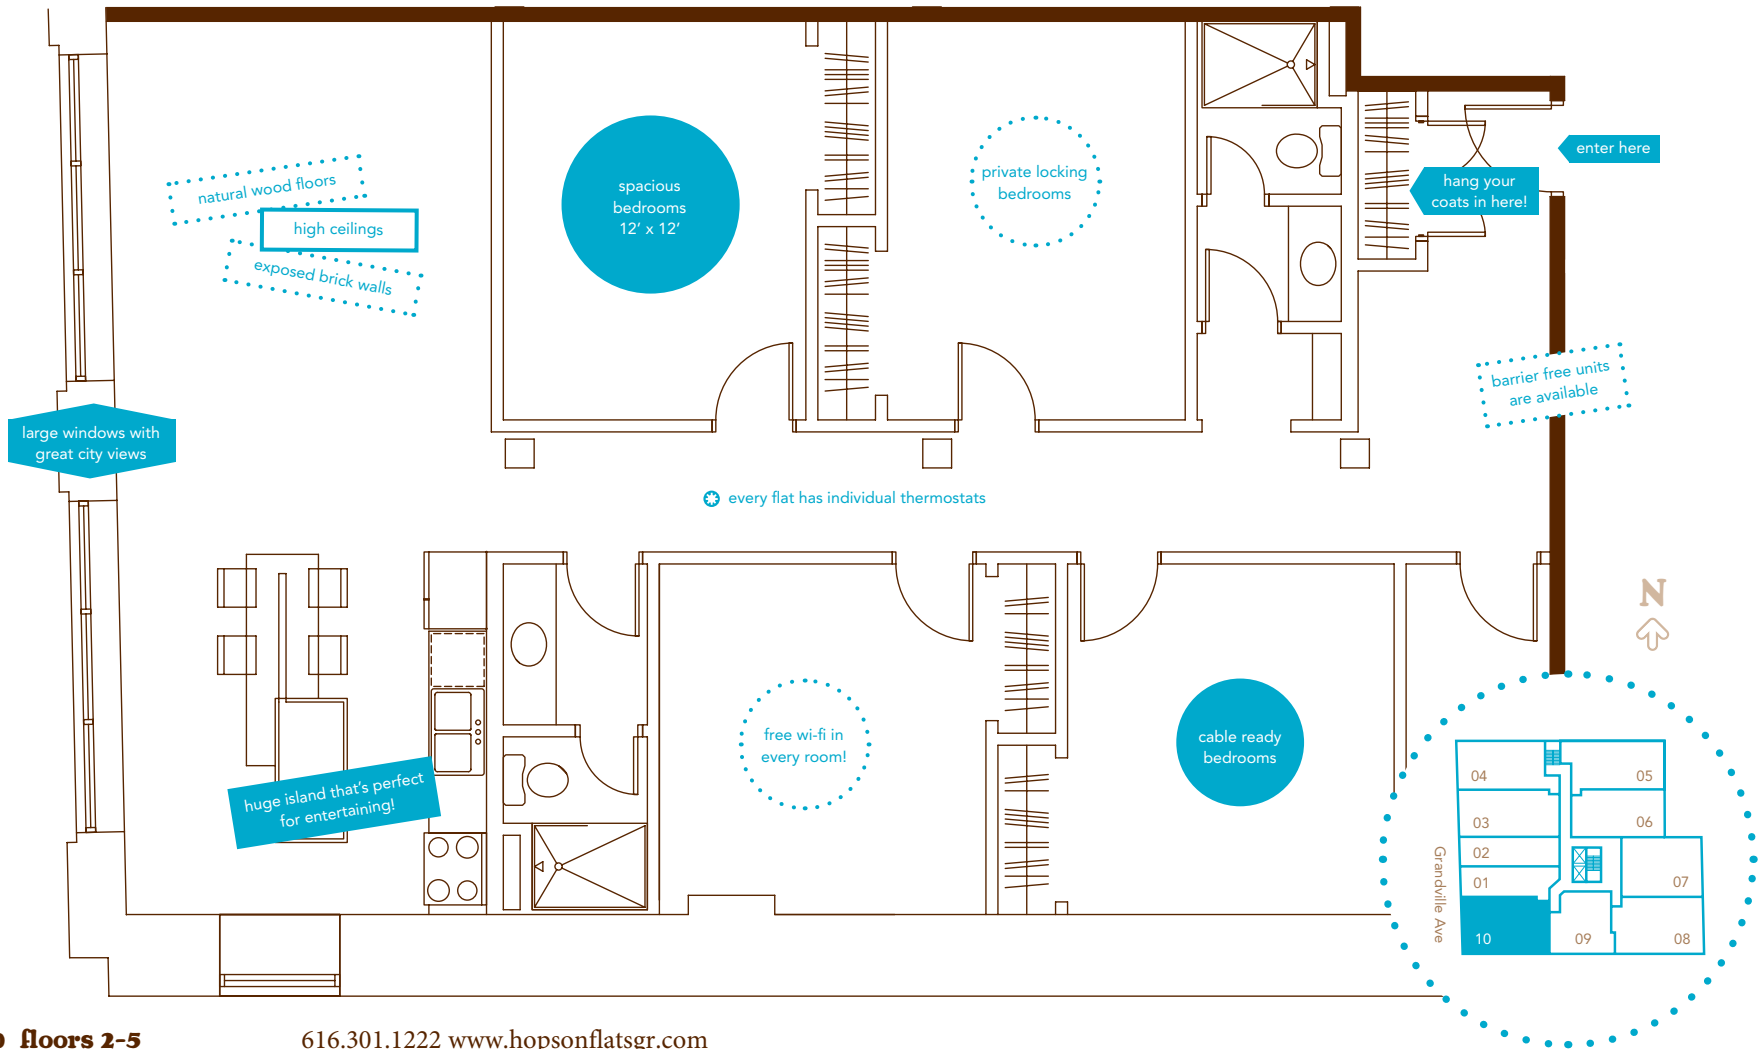 natural wood floors
high ceilings
exposed brick walls
spacious
bedrooms
12' x 12'
private locking
bedrooms
enter here
hang your
coats in here!
barrier free units
are available
large windows with
great city views
every flat has individual thermostats
N
huge island that's perfect
for entertaining!
free wi-fi in
every room!
cable ready
bedrooms
04
05
03
06
02
01
07
10
09
08
Grandville Ave
floors 2-5
616.301.1222 www.hopsonflatsgr.com